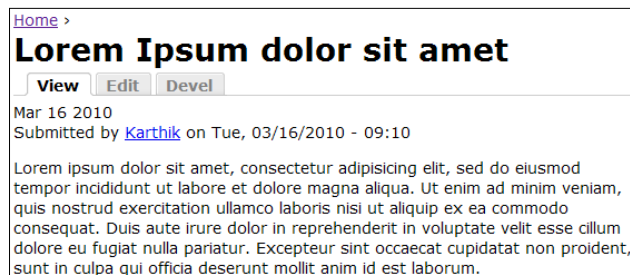 Home ›
Lorem Ipsum dolor sit amet
View Edit Devel
Mar 16 2010
Submitted by Karthik on Tue, 03/16/2010 - 09:10
Lorem ipsum dolor sit amet, consectetur adipisicing elit, sed do eiusmod
tempor incididunt ut labore et dolore magna aliqua. Ut enim ad minim veniam,
quis nostrud exercitation ullamco laboris nisi ut aliquip ex ea commodo
consequat. Duis aute irure dolor in reprehenderit in voluptate velit esse cillum
dolore eu fugiat nulla pariatur. Excepteur sint occaecat cupidatat non proident,
sunt in culpa qui officia deserunt mollit anim id est laborum.